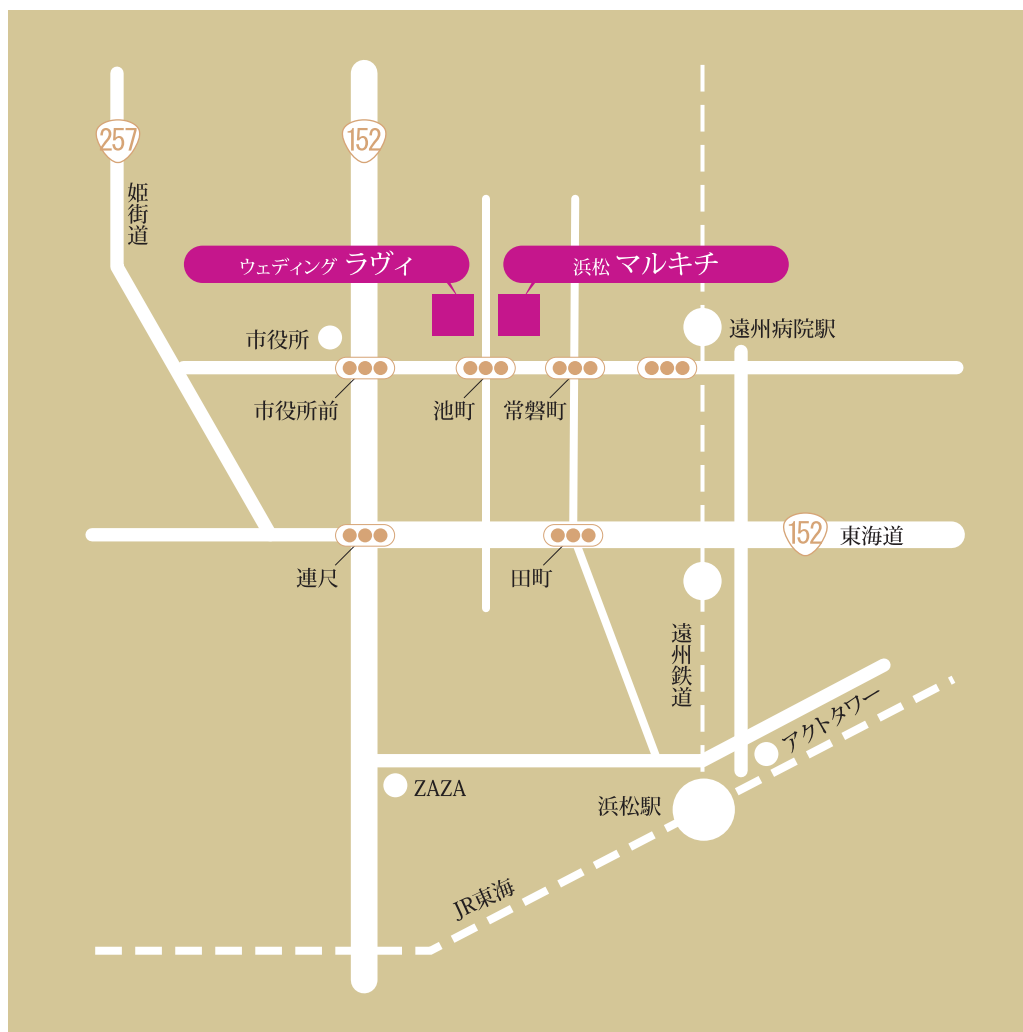 257
152
姫街道
ウェディング ラヴィ
浜松 マルキチ
市役所
遠州病院駅
市役所前
池町
常磐町
152
東海道
連尺
田町
遠州鉄道
アクトタワー
ZAZA
浜松駅
JR東海